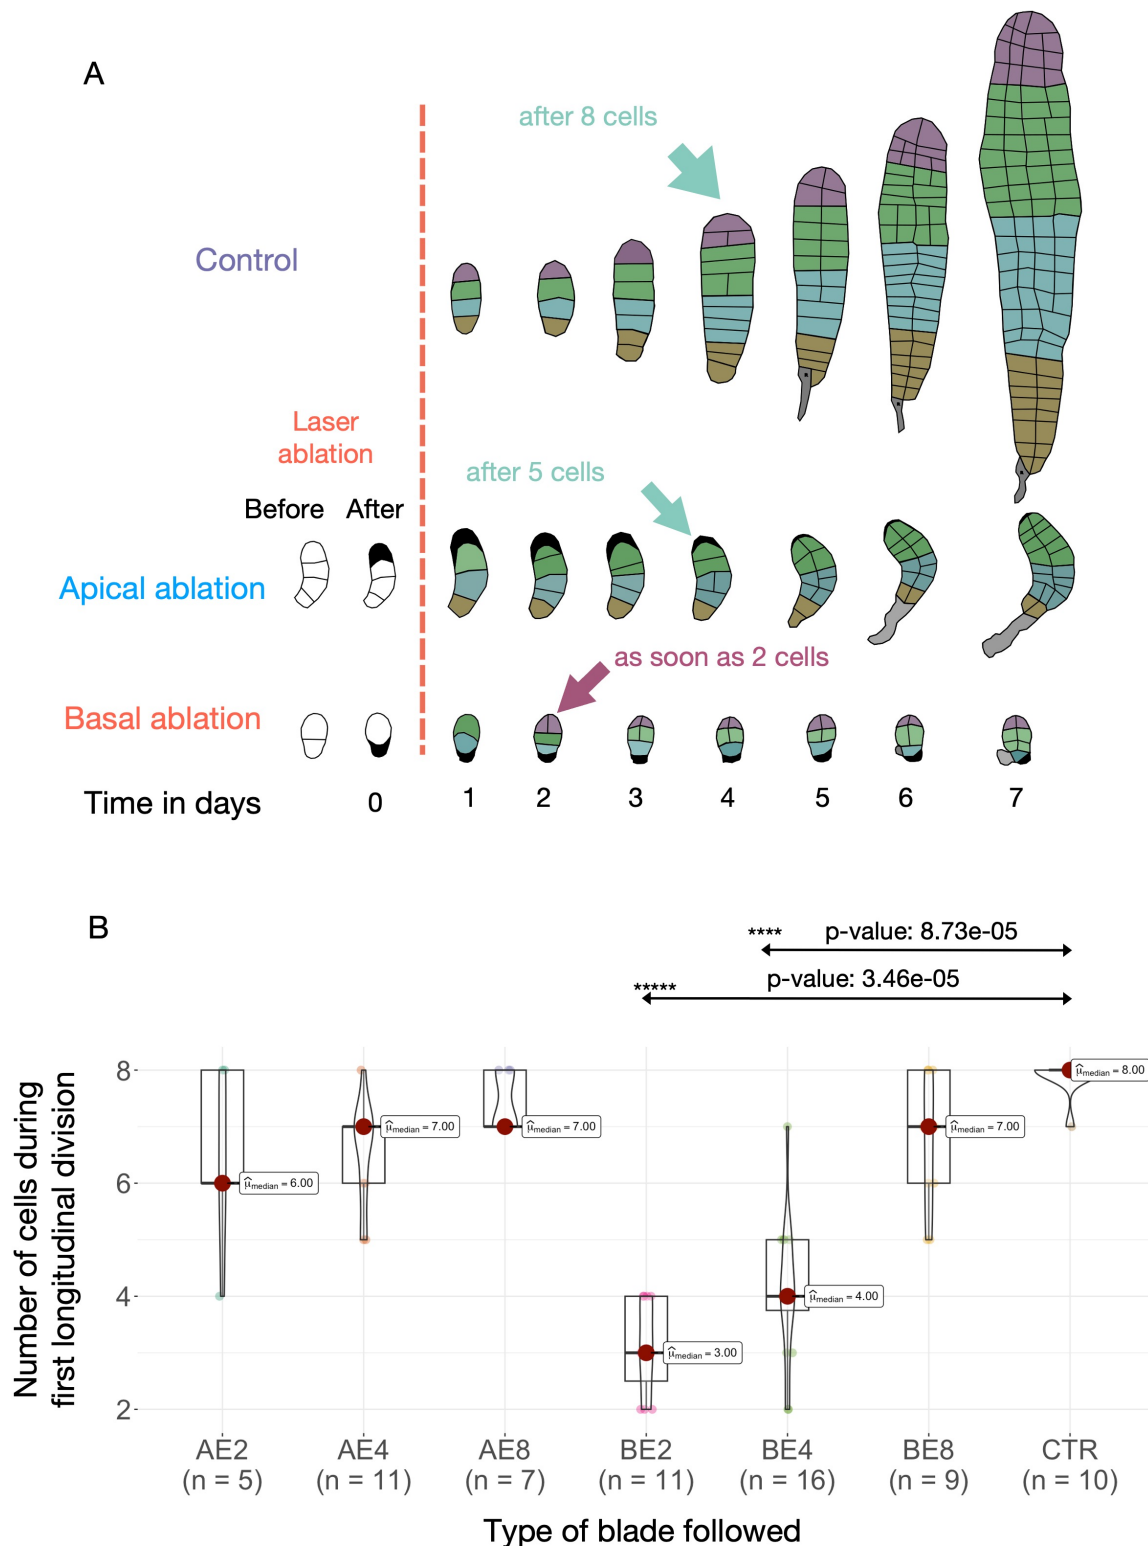 A
after 8 cells
Control
Laser
ablation
after 5 cells
Before After
Apical ablation
as soon as 2 cells
Basal ablation
Time in days 0 1 2 3 4 5 6 7
B
**** p-value: 8.73e-05
***** p-value: 3.46e-05
Number of cells during
first longitudinal division
8
6
4
2
μ̂median = 6.00
μ̂median = 7.00
μ̂median = 7.00
μ̂median = 3.00
μ̂median = 4.00
μ̂median = 7.00
μ̂median = 8.00
AE2 AE4 AE8 BE2 BE4 BE8 CTR
(n = 5) (n = 11) (n = 7) (n = 11) (n = 16) (n = 9) (n = 10)
Type of blade followed